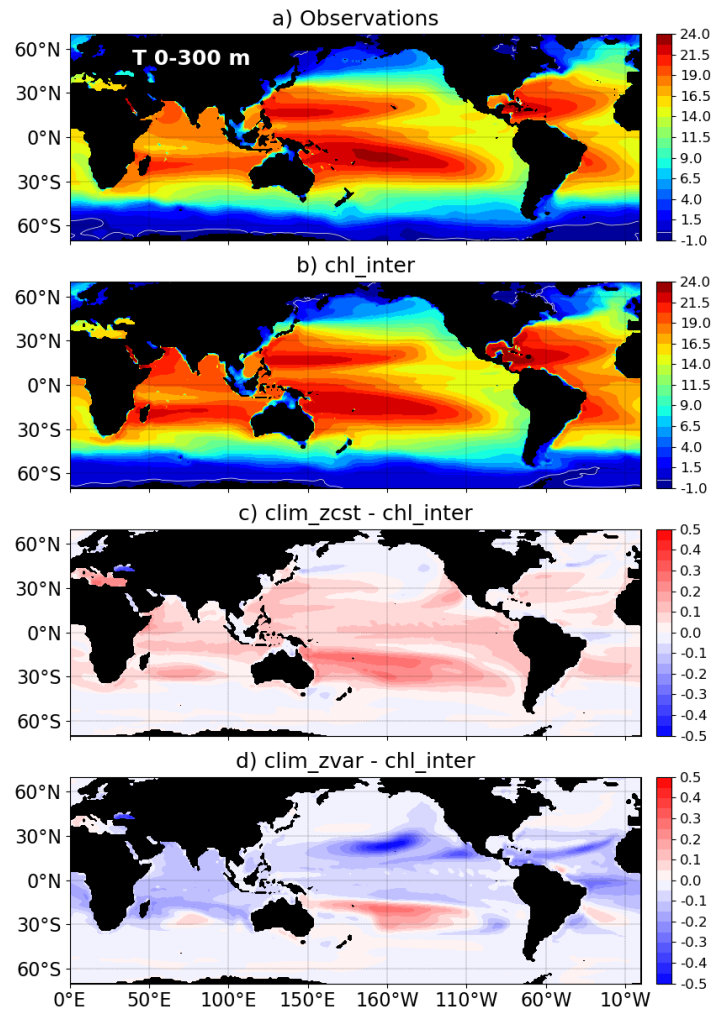 a) Observations
T 0-300 m
60°N
30°N
0°N
30°S
60°S
24.0
21.5
19.0
16.5
14.0
11.5
9.0
6.5
4.0
1.5
-1.0
b) chl_inter
60°N
30°N
0°N
30°S
60°S
24.0
21.5
19.0
16.5
14.0
11.5
9.0
6.5
4.0
1.5
-1.0
c) clim_zcst - chl_inter
60°N
30°N
0°N
30°S
60°S
0.5
0.4
0.3
0.2
0.1
0.0
-0.1
-0.2
-0.3
-0.4
-0.5
d) clim_zvar - chl_inter
60°N
30°N
0°N
30°S
60°S
0.5
0.4
0.3
0.2
0.1
0.0
-0.1
-0.2
-0.3
-0.4
-0.5
0°E 50°E 100°E 150°E 160°W 110°W 60°W 10°W